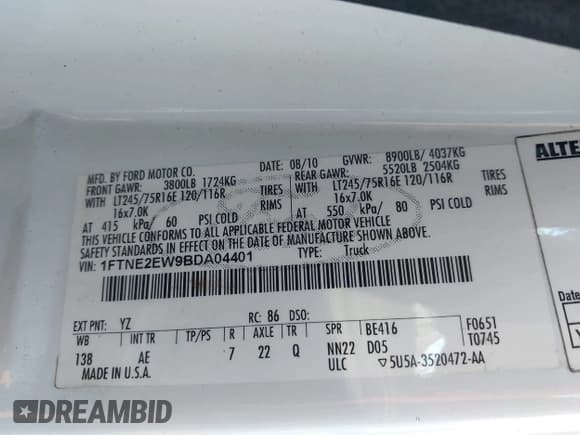 MFD. BY FORD MOTOR CO.
DATE: 08/10 GVWR: 8900LB/ 4037KG
FRONT GAWR: 3800LB 1724KG
REAR GAWR: 5520LB 2504KG
WITH LT245/75R16E 120/116R TIRES
WITH LT245/75R16E 120/116R TIRES
16x7.0K RIMS
16x7.0K RIMS
AT 415 kPa/ 60 PSI COLD
AT 550 kPa/ 80 PSI COLD
THIS VEHICLE CONFORMS TO ALL APPLICABLE FEDERAL MOTOR VEHICLE
SAFETY STANDARDS IN EFFECT ON THE DATE OF MANUFACTURE SHOWN ABOVE.
VIN: 1FTNE2EW9BDA04401 TYPE: Truck
EXT PNT: YZ RC: 86 DSO:
WB INT TR TP/PS R AXLE TR SPR BE416 F0651
138 AE 7 22 Q NN22 D05 T0745
MADE IN U.S.A. ULC ▽5U5A-3520472-AA
ALTE
Date
DREAMBID